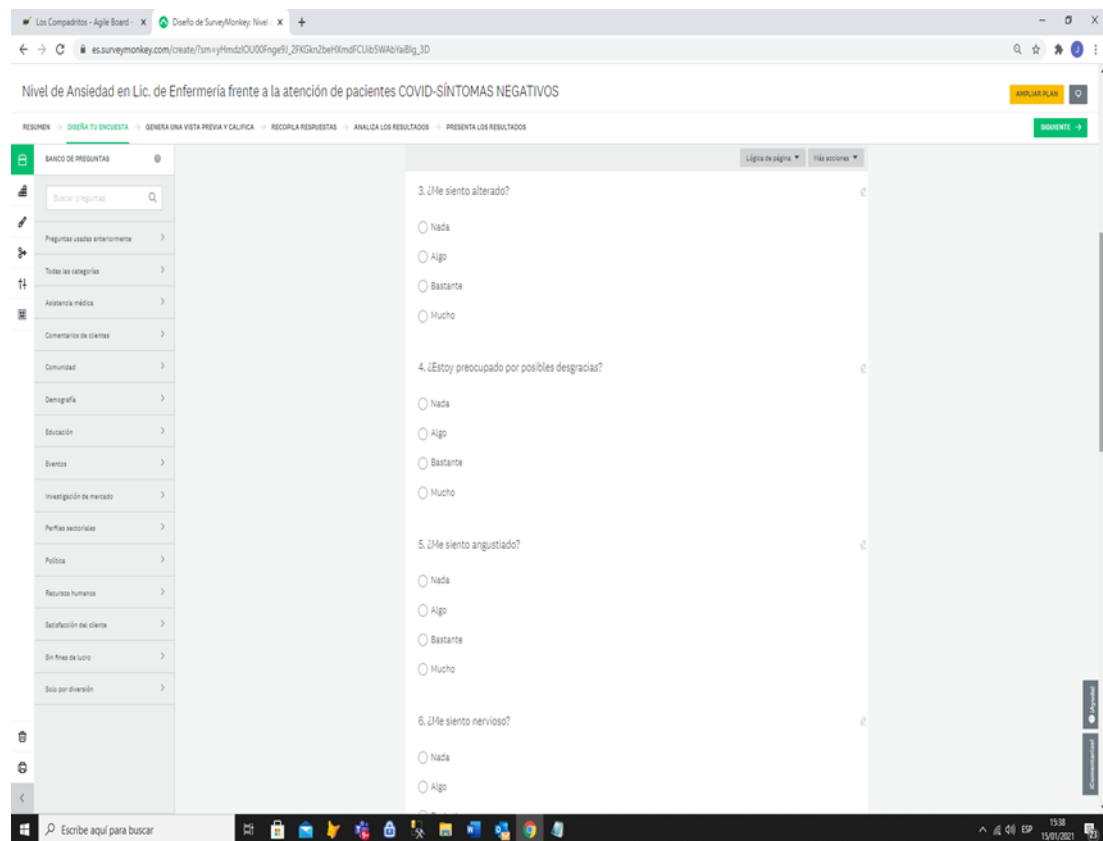 Los Compadritos - Agile Board -
Diseño de SurveyMonkey: Nivel
Nivel de Ansiedad en Lic. de Enfermería frente a la atención de pacientes COVID-SÍNTOMAS NEGATIVOS
AMPLIAR PLAN
RESUMEN → DISEÑA TU ENCUESTA → GENERA UNA VISTA PREVIA Y CALIFICA → RECOPILA RESPUESTAS → ANALIZA LOS RESULTADOS → PRESENTA LOS RESULTADOS
SIGUIENTE →
BANCO DE PREGUNTAS
Buscar preguntas
Preguntas usadas anteriormente
Todas las categorías
Asistencia médica
Comentarios de clientes
Comunidad
Demografía
Educación
Eventos
Investigación de mercado
Perfiles sectoriales
Política
Recursos humanos
Satisfacción del cliente
Sin fines de lucro
Solo por diversión
Lógica de página
Más acciones
3. ¿Me siento alterado?
Nada
Algo
Bastante
Mucho
4. ¿Estoy preocupado por posibles desgracias?
Nada
Algo
Bastante
Mucho
5. ¿Me siento angustiado?
Nada
Algo
Bastante
Mucho
6. ¿Me siento nervioso?
Nada
Algo
¡Ayuda!
¡Comentarios!
Escribe aquí para buscar
ESP
15:38
15/01/2021